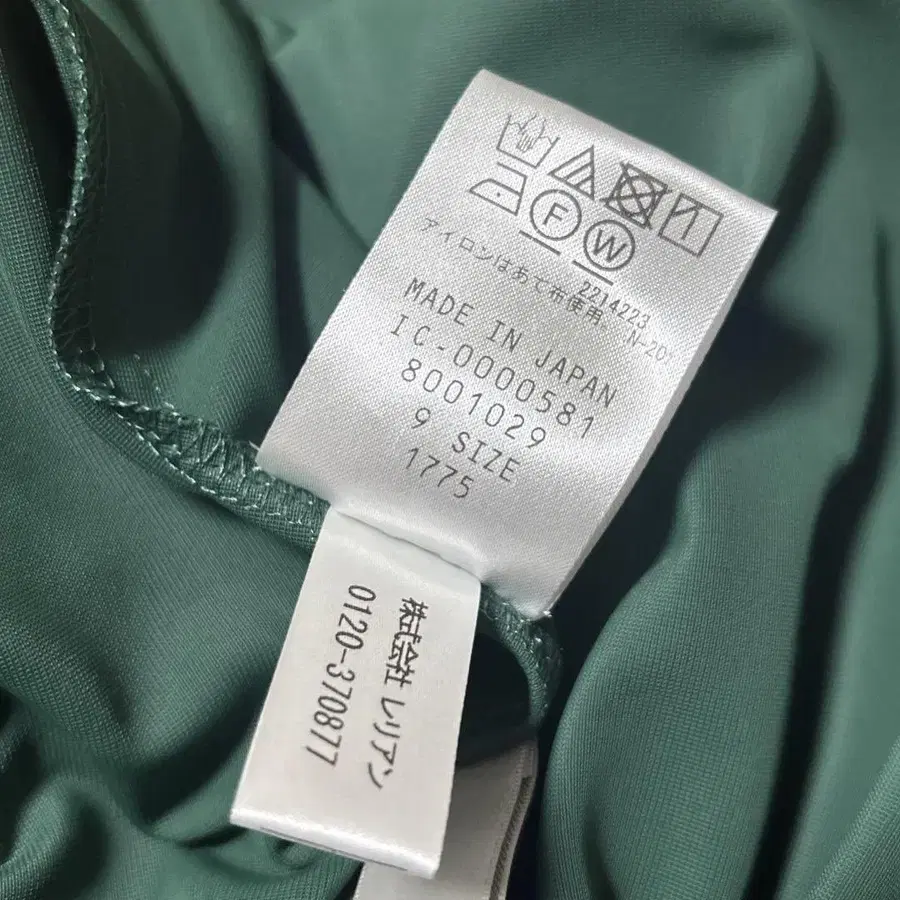 F
W
アイロンはあて布使用。
2214223
N-20
MADE IN JAPAN
IC-0000581
8001029
9 SIZE
1775
株式会社 レリアン
0120-370877